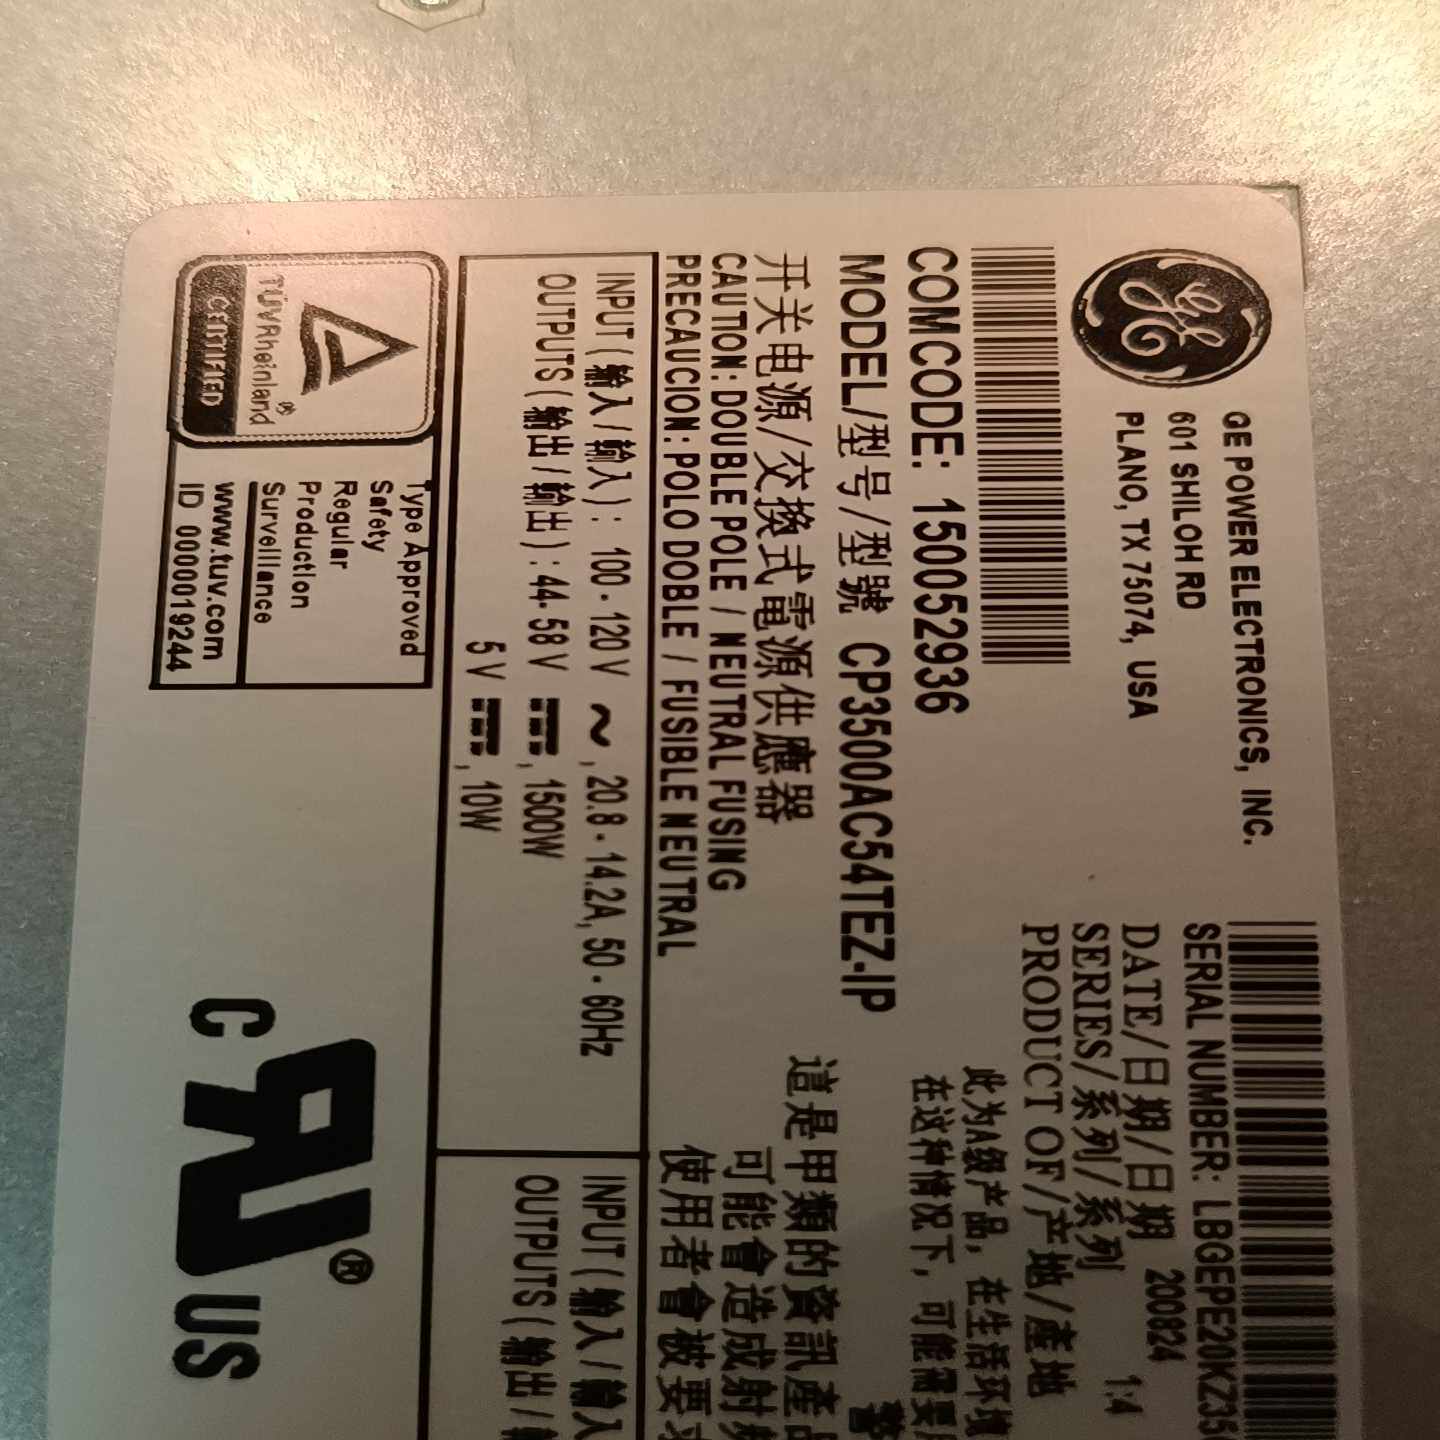 GE
GE POWER ELECTRONICS, INC.
601 SHILOH RD
PLANO, TX 75074, USA
COMCODE: 150052936
MODEL/型号/型號 CP3500AC54TEZ-IP
开关电源/交換式電源供應器
CAUTION: DOUBLE POLE / NEUTRAL FUSING
PRECAUCION: POLO DOBLE / FUSIBLE NEUTRAL
INPUT (输入/輸入): 100 - 120 V ~, 20.8 - 14.2A, 50 - 60Hz
OUTPUTS (输出/輸出): 44- 58 V ⎓, 1500W
5 V ⎓, 10W
TÜVRheinland®
CERTIFIED
Type Approved
Safety
Regular
Production
Surveillance
www.tuv.com
ID 0000019244
SERIAL NUMBER: LBGEPE20KZ35
DATE/日期/日期 200824
SERIES/系列/系列 1:4
PRODUCT OF/产地/產地
此为A级产品, 在生活环境
在这种情况下, 可能需要
警
這是甲類的資訊產品
可能會造成射頻
使用者會被要求
INPUT (输入/輸入
OUTPUTS (输出/
C UL US ®